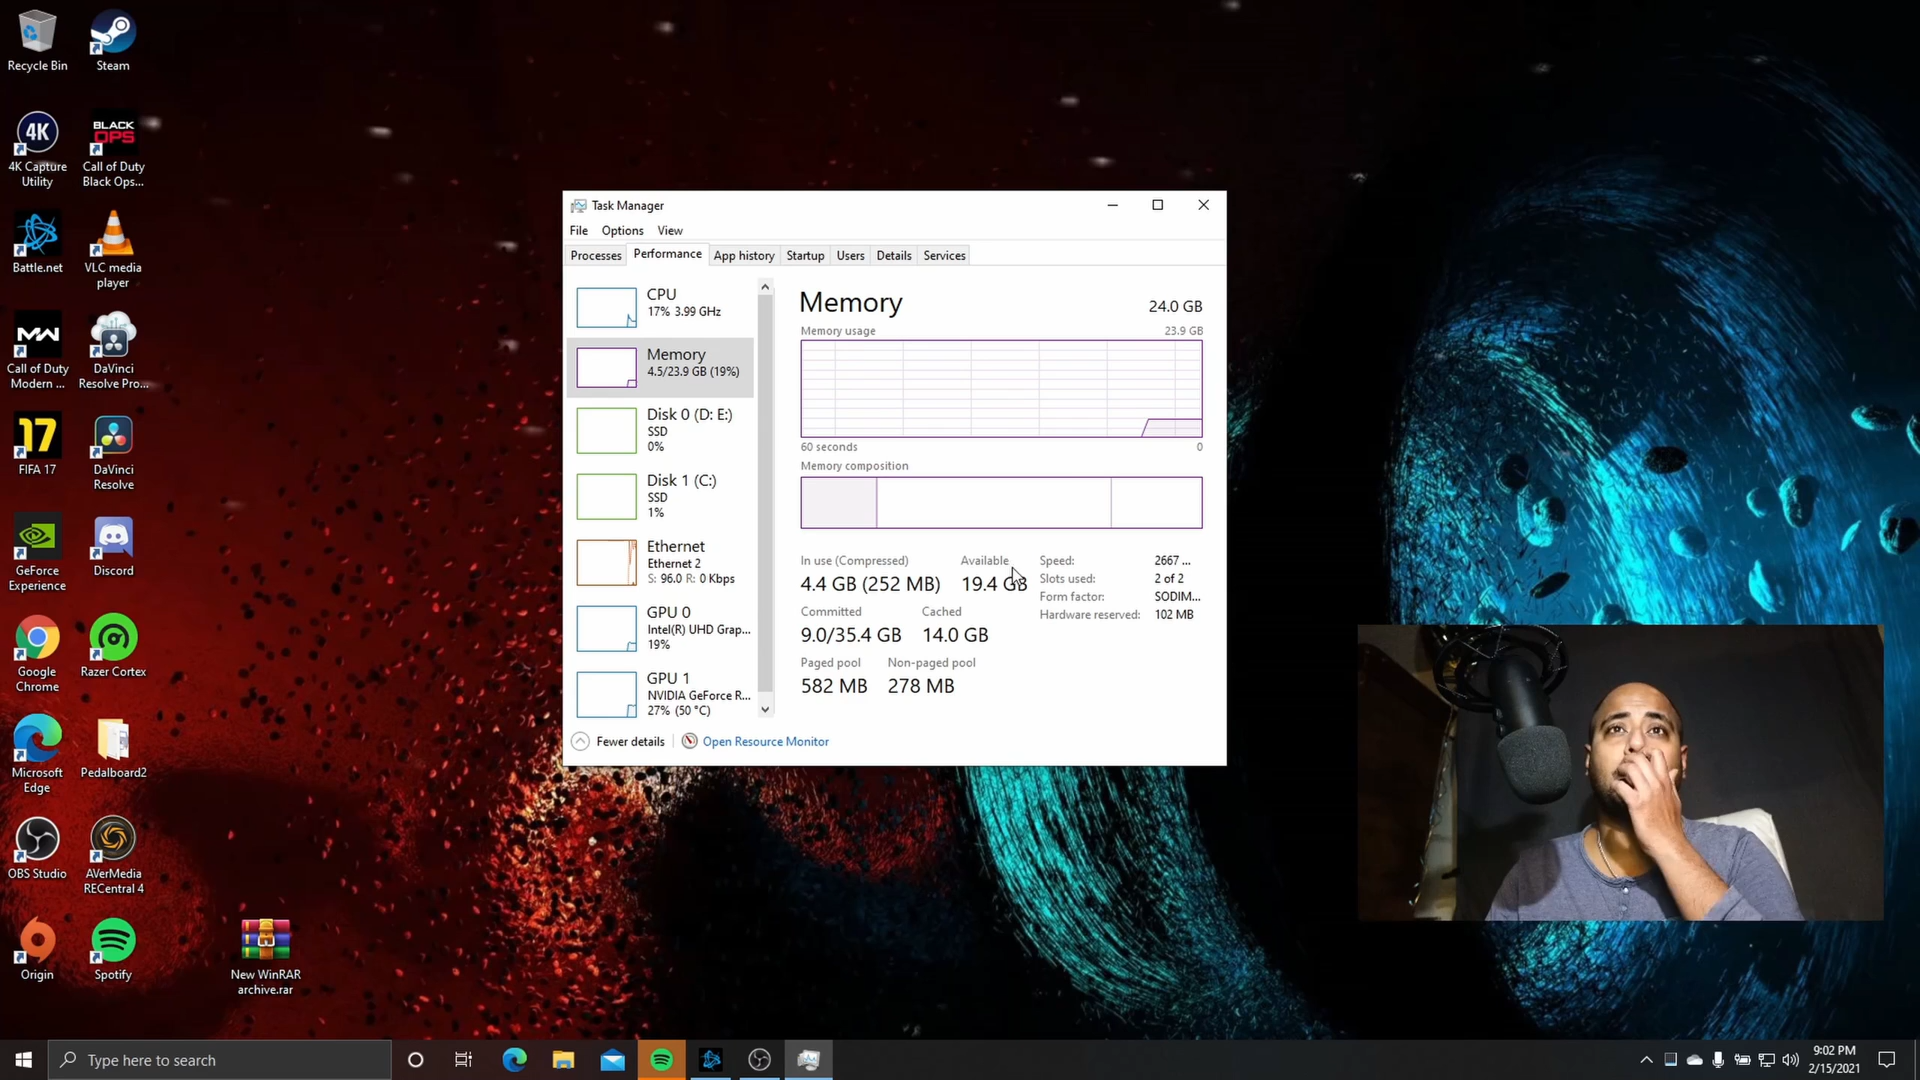 Recycle Bin
Steam
4K
4K Capture
Utility
BLACK
OPS
Call of Duty
Black Ops...
Battle.net
VLC media
player
MW
Call of Duty
Modern ...
DaVinci
Resolve Pro...
17
FIFA 17
DaVinci
Resolve
GeForce
Experience
Discord
Google
Chrome
Razer Cortex
Microsoft
Edge
Pedalboard2
OBS Studio
AVerMedia
RECentral 4
Origin
Spotify
New WinRAR
archive.rar
Task Manager
File Options View
Processes Performance App history Startup Users Details Services
CPU
17% 3.99 GHz
Memory
4.5/23.9 GB (19%)
Disk 0 (D: E:)
SSD
0%
Disk 1 (C:)
SSD
1%
Ethernet
Ethernet 2
S: 96.0 R: 0 Kbps
GPU 0
Intel(R) UHD Grap...
19%
GPU 1
NVIDIA GeForce R...
27% (50 °C)
Memory 24.0 GB
Memory usage 23.9 GB
60 seconds 0
Memory composition
In use (Compressed) Available
4.4 GB (252 MB) 19.4 GB
Committed Cached
9.0/35.4 GB 14.0 GB
Paged pool Non-paged pool
582 MB 278 MB
Speed: 2667 ...
Slots used: 2 of 2
Form factor: SODIM...
Hardware reserved: 102 MB
Fewer details Open Resource Monitor
Type here to search
9:02 PM
2/15/2021